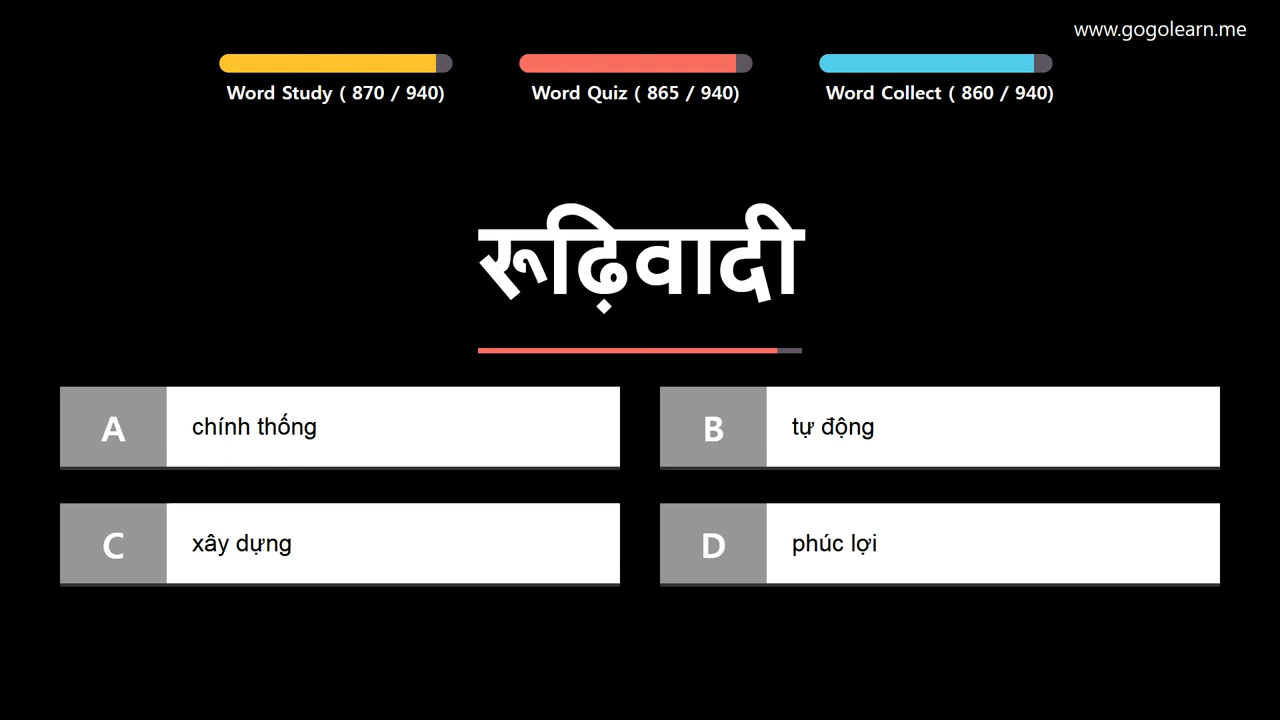 www.gogolearn.me
Word Study ( 870 / 940)
Word Quiz ( 865 / 940)
Word Collect ( 860 / 940)
रूढ़िवादी
A chính thống
B tự động
C xây dựng
D phúc lợi